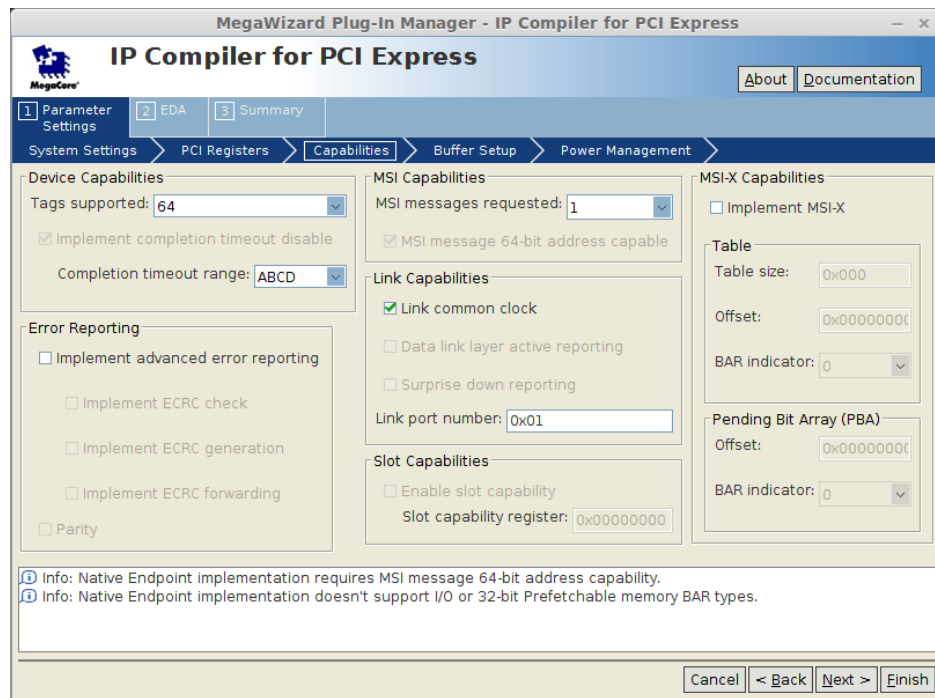 MegaWizard Plug-In Manager - IP Compiler for PCI Express
IP Compiler for PCI Express
MegaCore®
About
Documentation
1 Parameter Settings
2 EDA
3 Summary
System Settings
PCI Registers
Capabilities
Buffer Setup
Power Management
Device Capabilities
Tags supported: 64
Implement completion timeout disable
Completion timeout range: ABCD
Error Reporting
Implement advanced error reporting
Implement ECRC check
Implement ECRC generation
Implement ECRC forwarding
Parity
MSI Capabilities
MSI messages requested: 1
MSI message 64-bit address capable
Link Capabilities
Link common clock
Data link layer active reporting
Surprise down reporting
Link port number: 0x01
Slot Capabilities
Enable slot capability
Slot capability register: 0x00000000
MSI-X Capabilities
Implement MSI-X
Table
Table size: 0x000
Offset: 0x0000000(
BAR indicator: 0
Pending Bit Array (PBA)
Offset: 0x0000000(
BAR indicator: 0
Info: Native Endpoint implementation requires MSI message 64-bit address capability.
Info: Native Endpoint implementation doesn't support I/O or 32-bit Prefetchable memory BAR types.
Cancel
< Back
Next >
Finish